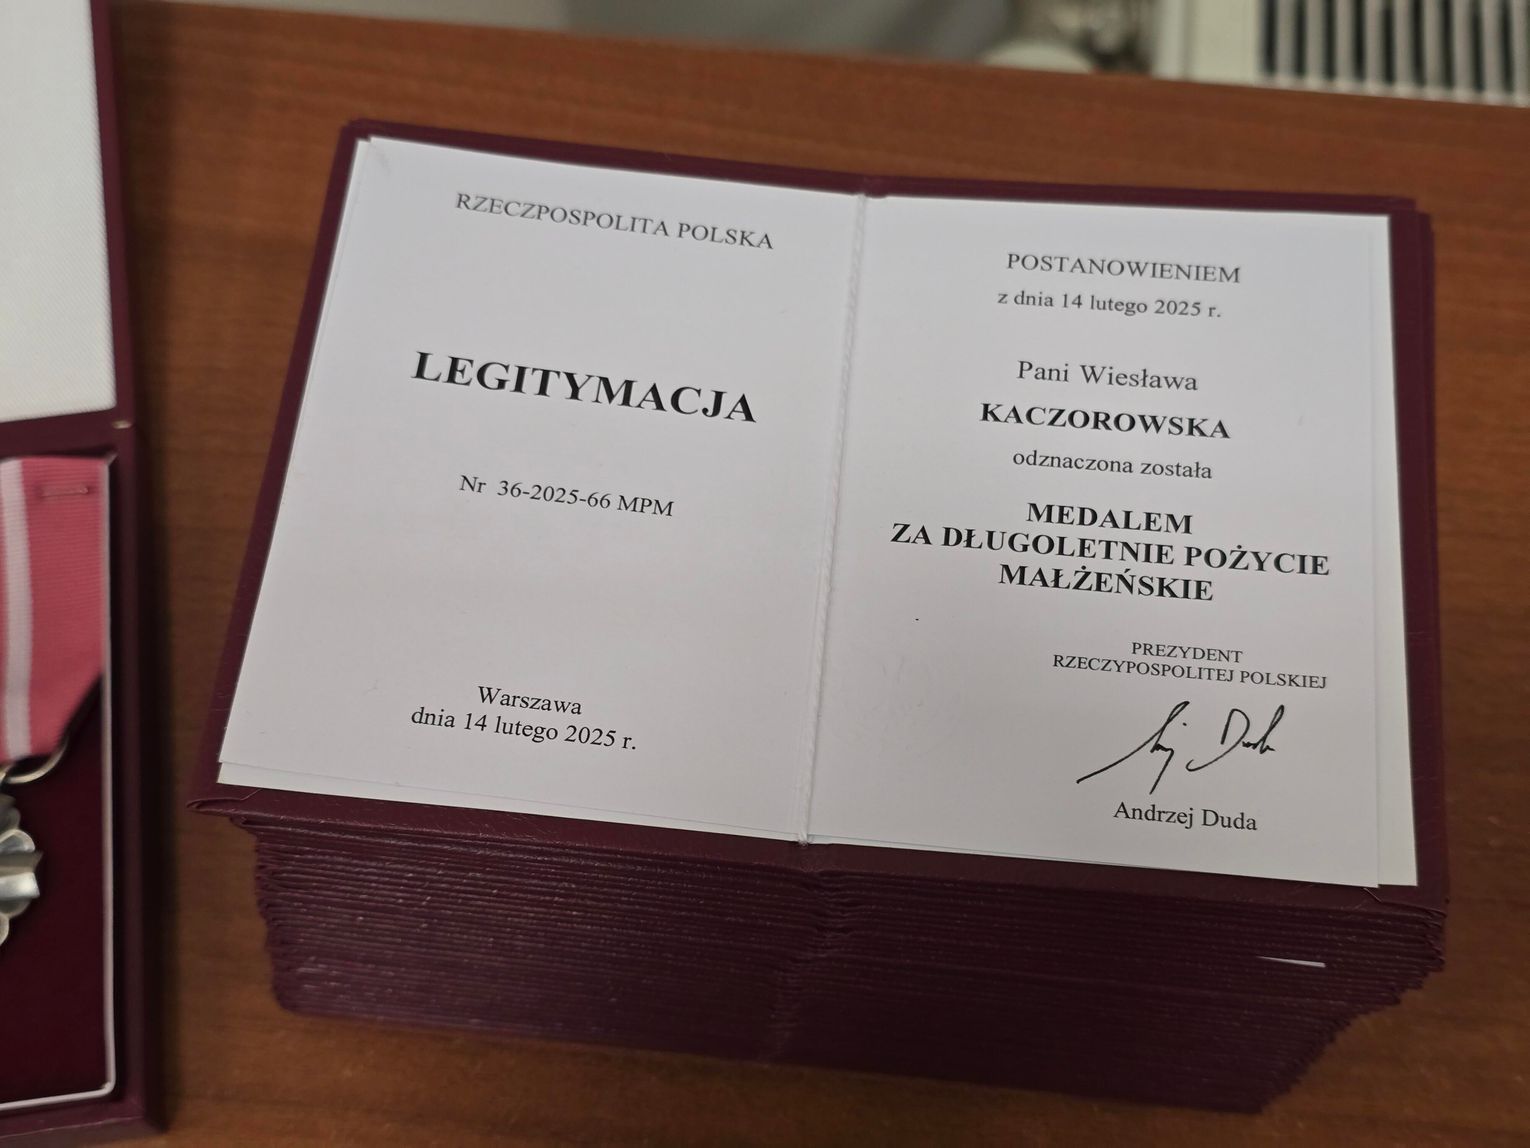 RZECZPOSPOLITA POLSKA
LEGITYMACJA
Nr 36-2025-66 MPM
Warszawa
dnia 14 lutego 2025 r.
POSTANOWIENIEM
z dnia 14 lutego 2025 r.
Pani Wiesława
KACZOROWSKA
odznaczona została
MEDALEM
ZA DŁUGOLETNIE POŻYCIE
MAŁŻEŃSKIE
PREZYDENT
RZECZYPOSPOLITEJ POLSKIEJ
Andrzej Duda